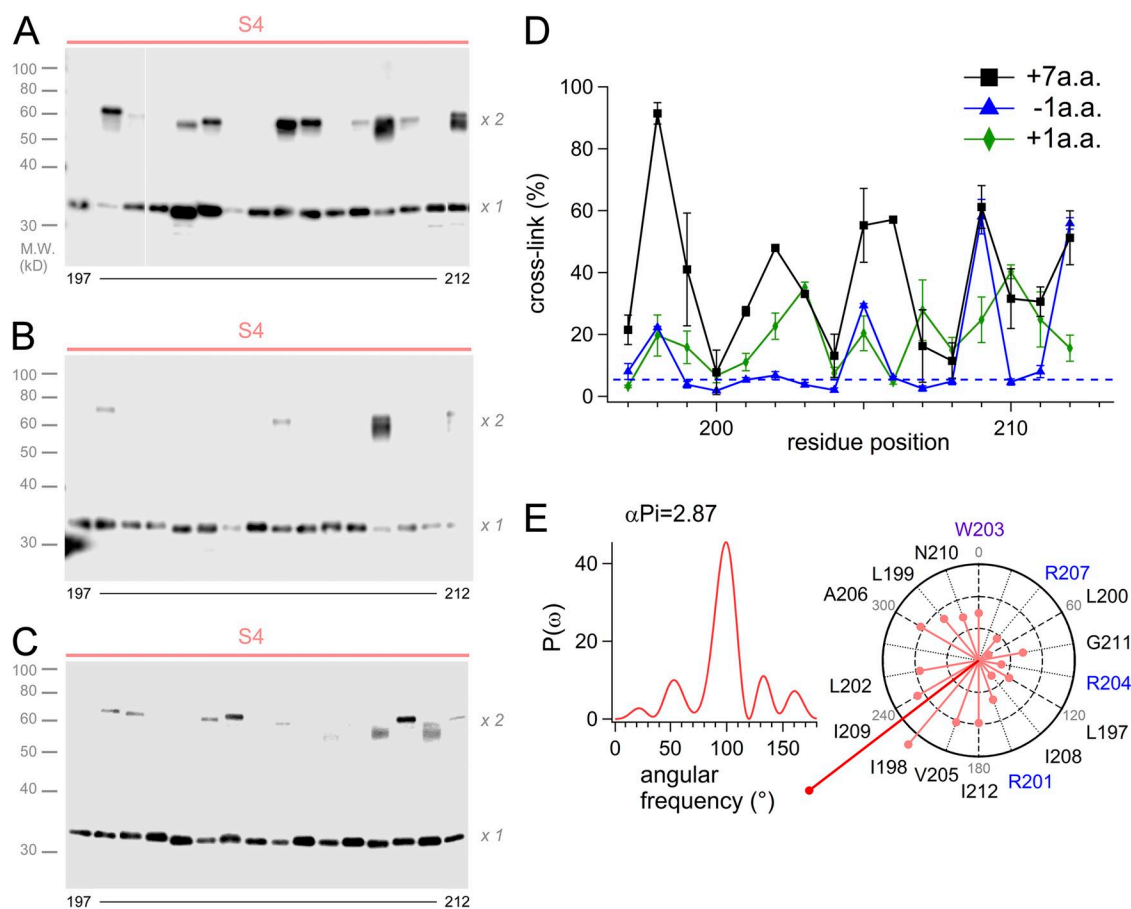 A
S4
100
80
60
50
40
30
M.W.
(kD)
x 2
x 1
197
212
B
S4
100
80
60
50
40
30
x 2
x 1
197
212
C
S4
100
80
60
50
40
30
x 2
x 1
197
212
D
cross-link (%)
100
80
60
40
20
0
+7a.a.
-1a.a.
+1a.a.
200
210
residue position
E
αPi=2.87
P(ω)
40
20
0
0
50
100
150
angular
frequency (°)
W203
0
N210
R207
L199
L200
A206
300
60
G211
L202
R204
I209
240
120
L197
I198
I208
V205
180
R201
I212